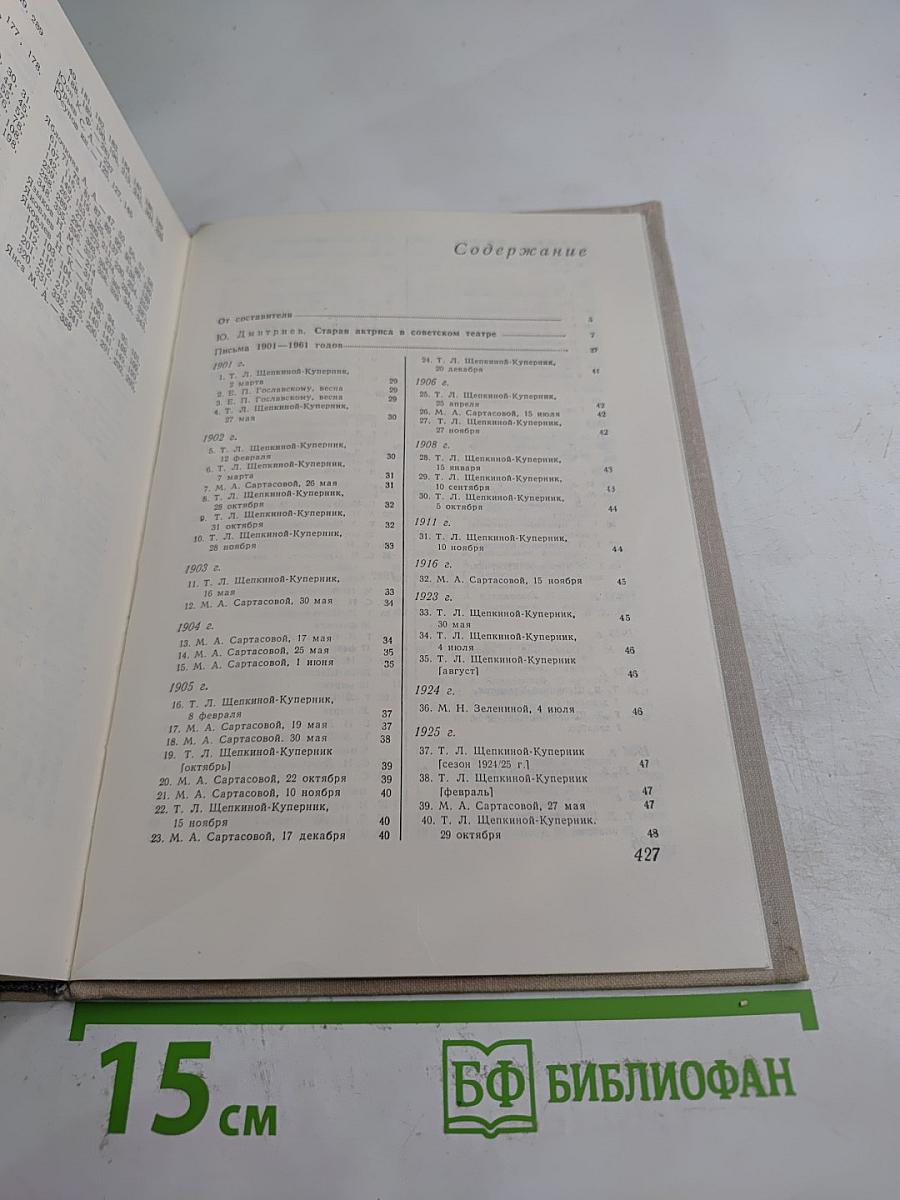 Содержание
От составителя 5
Ю. Дмитриев. Старая актриса в советском театре 7
Письма 1901—1961 годов 27
1901 г.
1. Т. Л. Щепкиной-Куперник,
2 марта 29
2. Е. П. Гославскому, весна 29
3. Е. П. Гославскому, весна 29
4. Т. Л. Щепкиной-Куперник,
27 мая 30
1902 г.
5. Т. Л. Щепкиной-Куперник,
12 февраля 30
6. Т. Л. Щепкиной-Куперник,
7 марта 31
7. М. А. Сартасовой, 26 мая 31
8. Т. Л. Щепкиной-Куперник,
28 октября 32
9. Т. Л. Щепкиной-Куперник,
31 октября 32
10. Т. Л. Щепкиной-Куперник,
28 ноября 33
1903 г.
11. Т. Л. Щепкиной-Куперник,
16 мая 33
12. М. А. Сартасовой, 30 мая 34
1904 г.
13. М. А. Сартасовой, 17 мая 34
14. М. А. Сартасовой, 25 мая 35
15. М. А. Сартасовой, 1 июня 35
1905 г.
16. Т. Л. Щепкиной-Куперник,
8 февраля 37
17. М. А. Сартасовой, 19 мая 37
18. М. А. Сартасовой. 30 мая 38
19. Т. Л. Щепкиной-Куперник
[октябрь] 39
20. М. А. Сартасовой, 22 октября 39
21. М. А. Сартасовой, 10 ноября 40
22. Т. Л. Щепкиной-Куперник,
15 ноября 40
23. М. А. Сартасовой, 17 декабря 40
24. Т. Л. Щепкиной-Куперник,
20 декабря 41
1906 г.
25. Т. Л. Щепкиной-Куперник,
25 апреля 42
26. М. А. Сартасовой, 15 июля 42
27. Т. Л. Щепкиной-Куперник,
27 ноября 42
1908 г.
28. Т. Л. Щепкиной-Куперник,
15 января 43
29. Т. Л. Щепкиной-Куперник,
10 сентября 43
30. Т. Л. Щепкиной-Куперник,
5 октября 44
1911 г.
31. Т. Л. Щепкиной-Куперник,
10 ноября 44
1916 г.
32. М. А. Сартасовой, 15 ноября 45
1923 г.
33. Т. Л. Щепкиной-Куперник,
30 мая 45
34. Т. Л. Щепкиной-Куперник,
4 июля 46
35. Т. Л. Щепкиной-Куперник
[август] 46
1924 г.
36. М. Н. Зелениной, 4 июля 46
1925 г.
37. Т. Л. Щепкиной-Куперник
[сезон 1924/25 г.] 47
38. Т. Л. Щепкиной-Куперник
[февраль] 47
39. М. А. Сартасовой, 27 мая 47
40. Т. Л. Щепкиной-Куперник.
29 октября 48
427
15 см
БФ БИБЛИОФАН